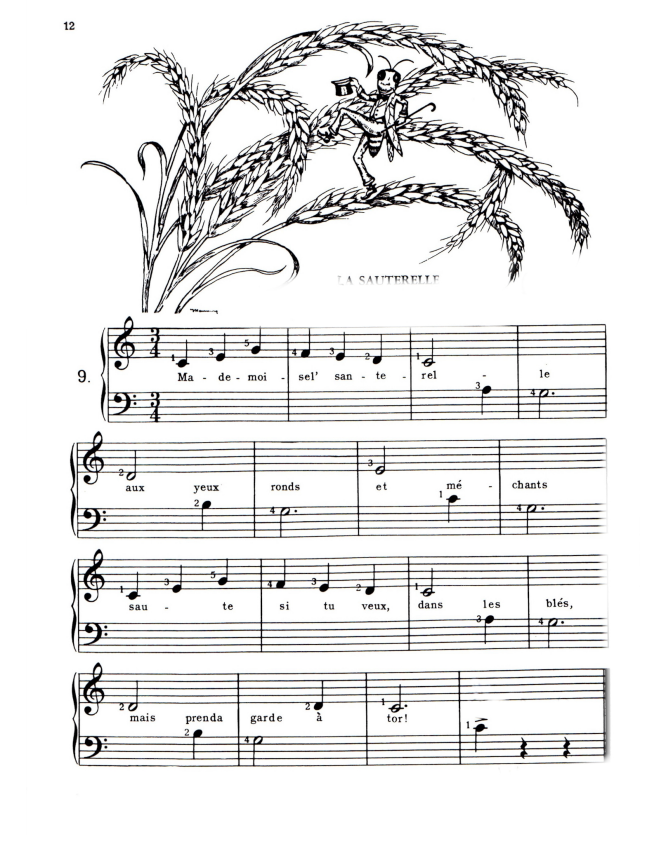 12
LA SAUTERELLE
3
4
1 3 5 4 3 2 1
9.
Ma - de - moi - sel' san - te - rel - le
3
4
3 4
2 3
aux yeux ronds et mé - chants
2 4 1 4
1 3 5 4 3 2 1
sau - te si tu veux, dans les blés,
3 4
2 2 1
mais prenda garde à tor!
2 4 1